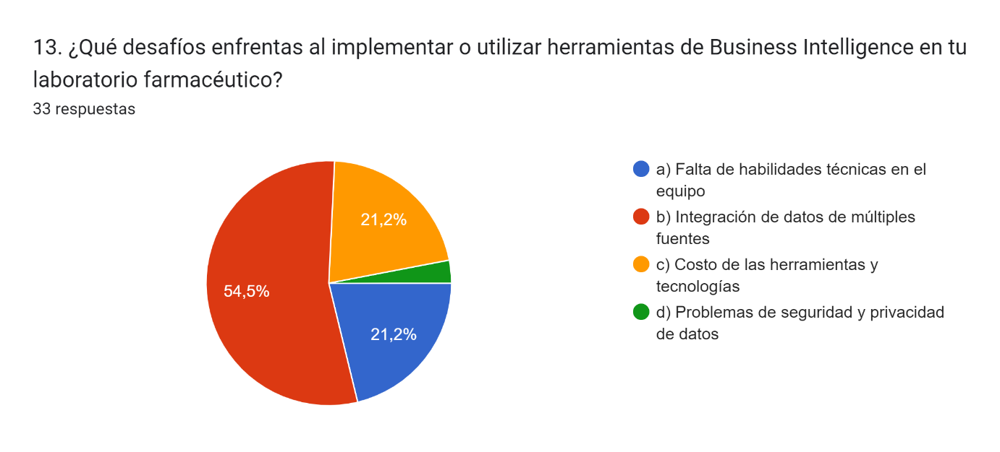 13. ¿Qué desafíos enfrentas al implementar o utilizar herramientas de Business Intelligence en tu
laboratorio farmacéutico?
33 respuestas
21,2%
54,5%
21,2%
a) Falta de habilidades técnicas en el
equipo
b) Integración de datos de múltiples
fuentes
c) Costo de las herramientas y
tecnologías
d) Problemas de seguridad y privacidad
de datos